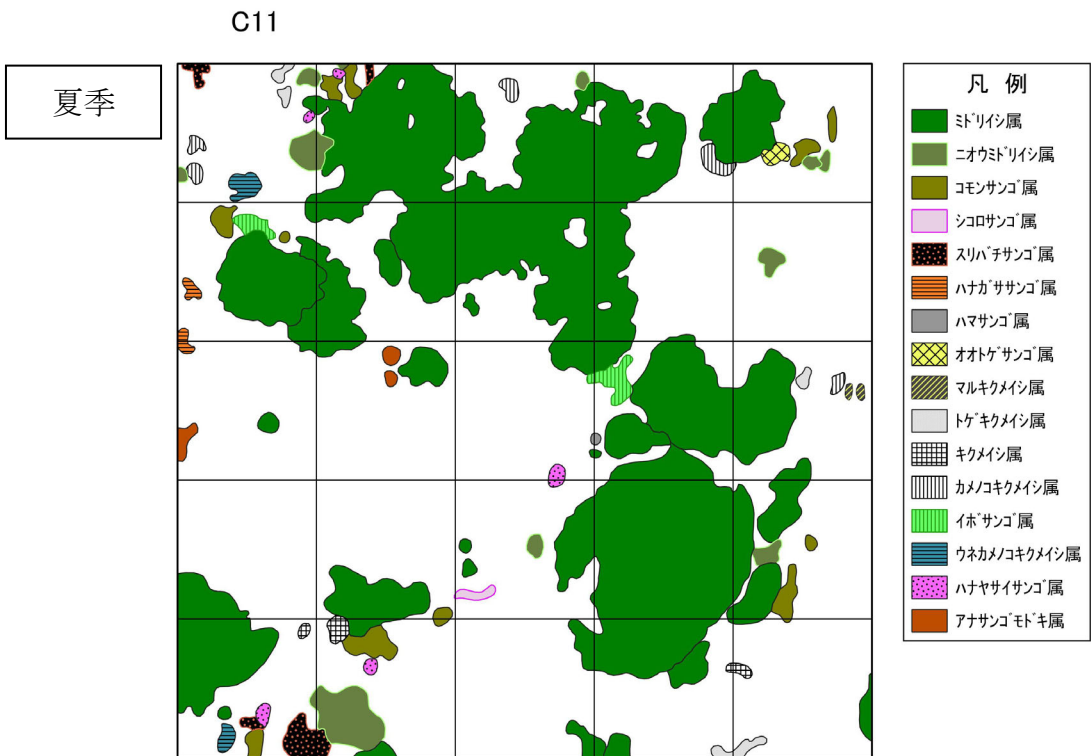 C11
夏季
凡 例
ミドリイシ属
ニオウミドリイシ属
コモンサンゴ属
シコロサンゴ属
スリバチサンゴ属
ハナガササンゴ属
ハマサンゴ属
オオトゲサンゴ属
マルキクメイシ属
トゲキクメイシ属
キクメイシ属
カメノコキクメイシ属
イボサンゴ属
ウネカメノコキクメイシ属
ハナヤサイサンゴ属
アナサンゴモドキ属